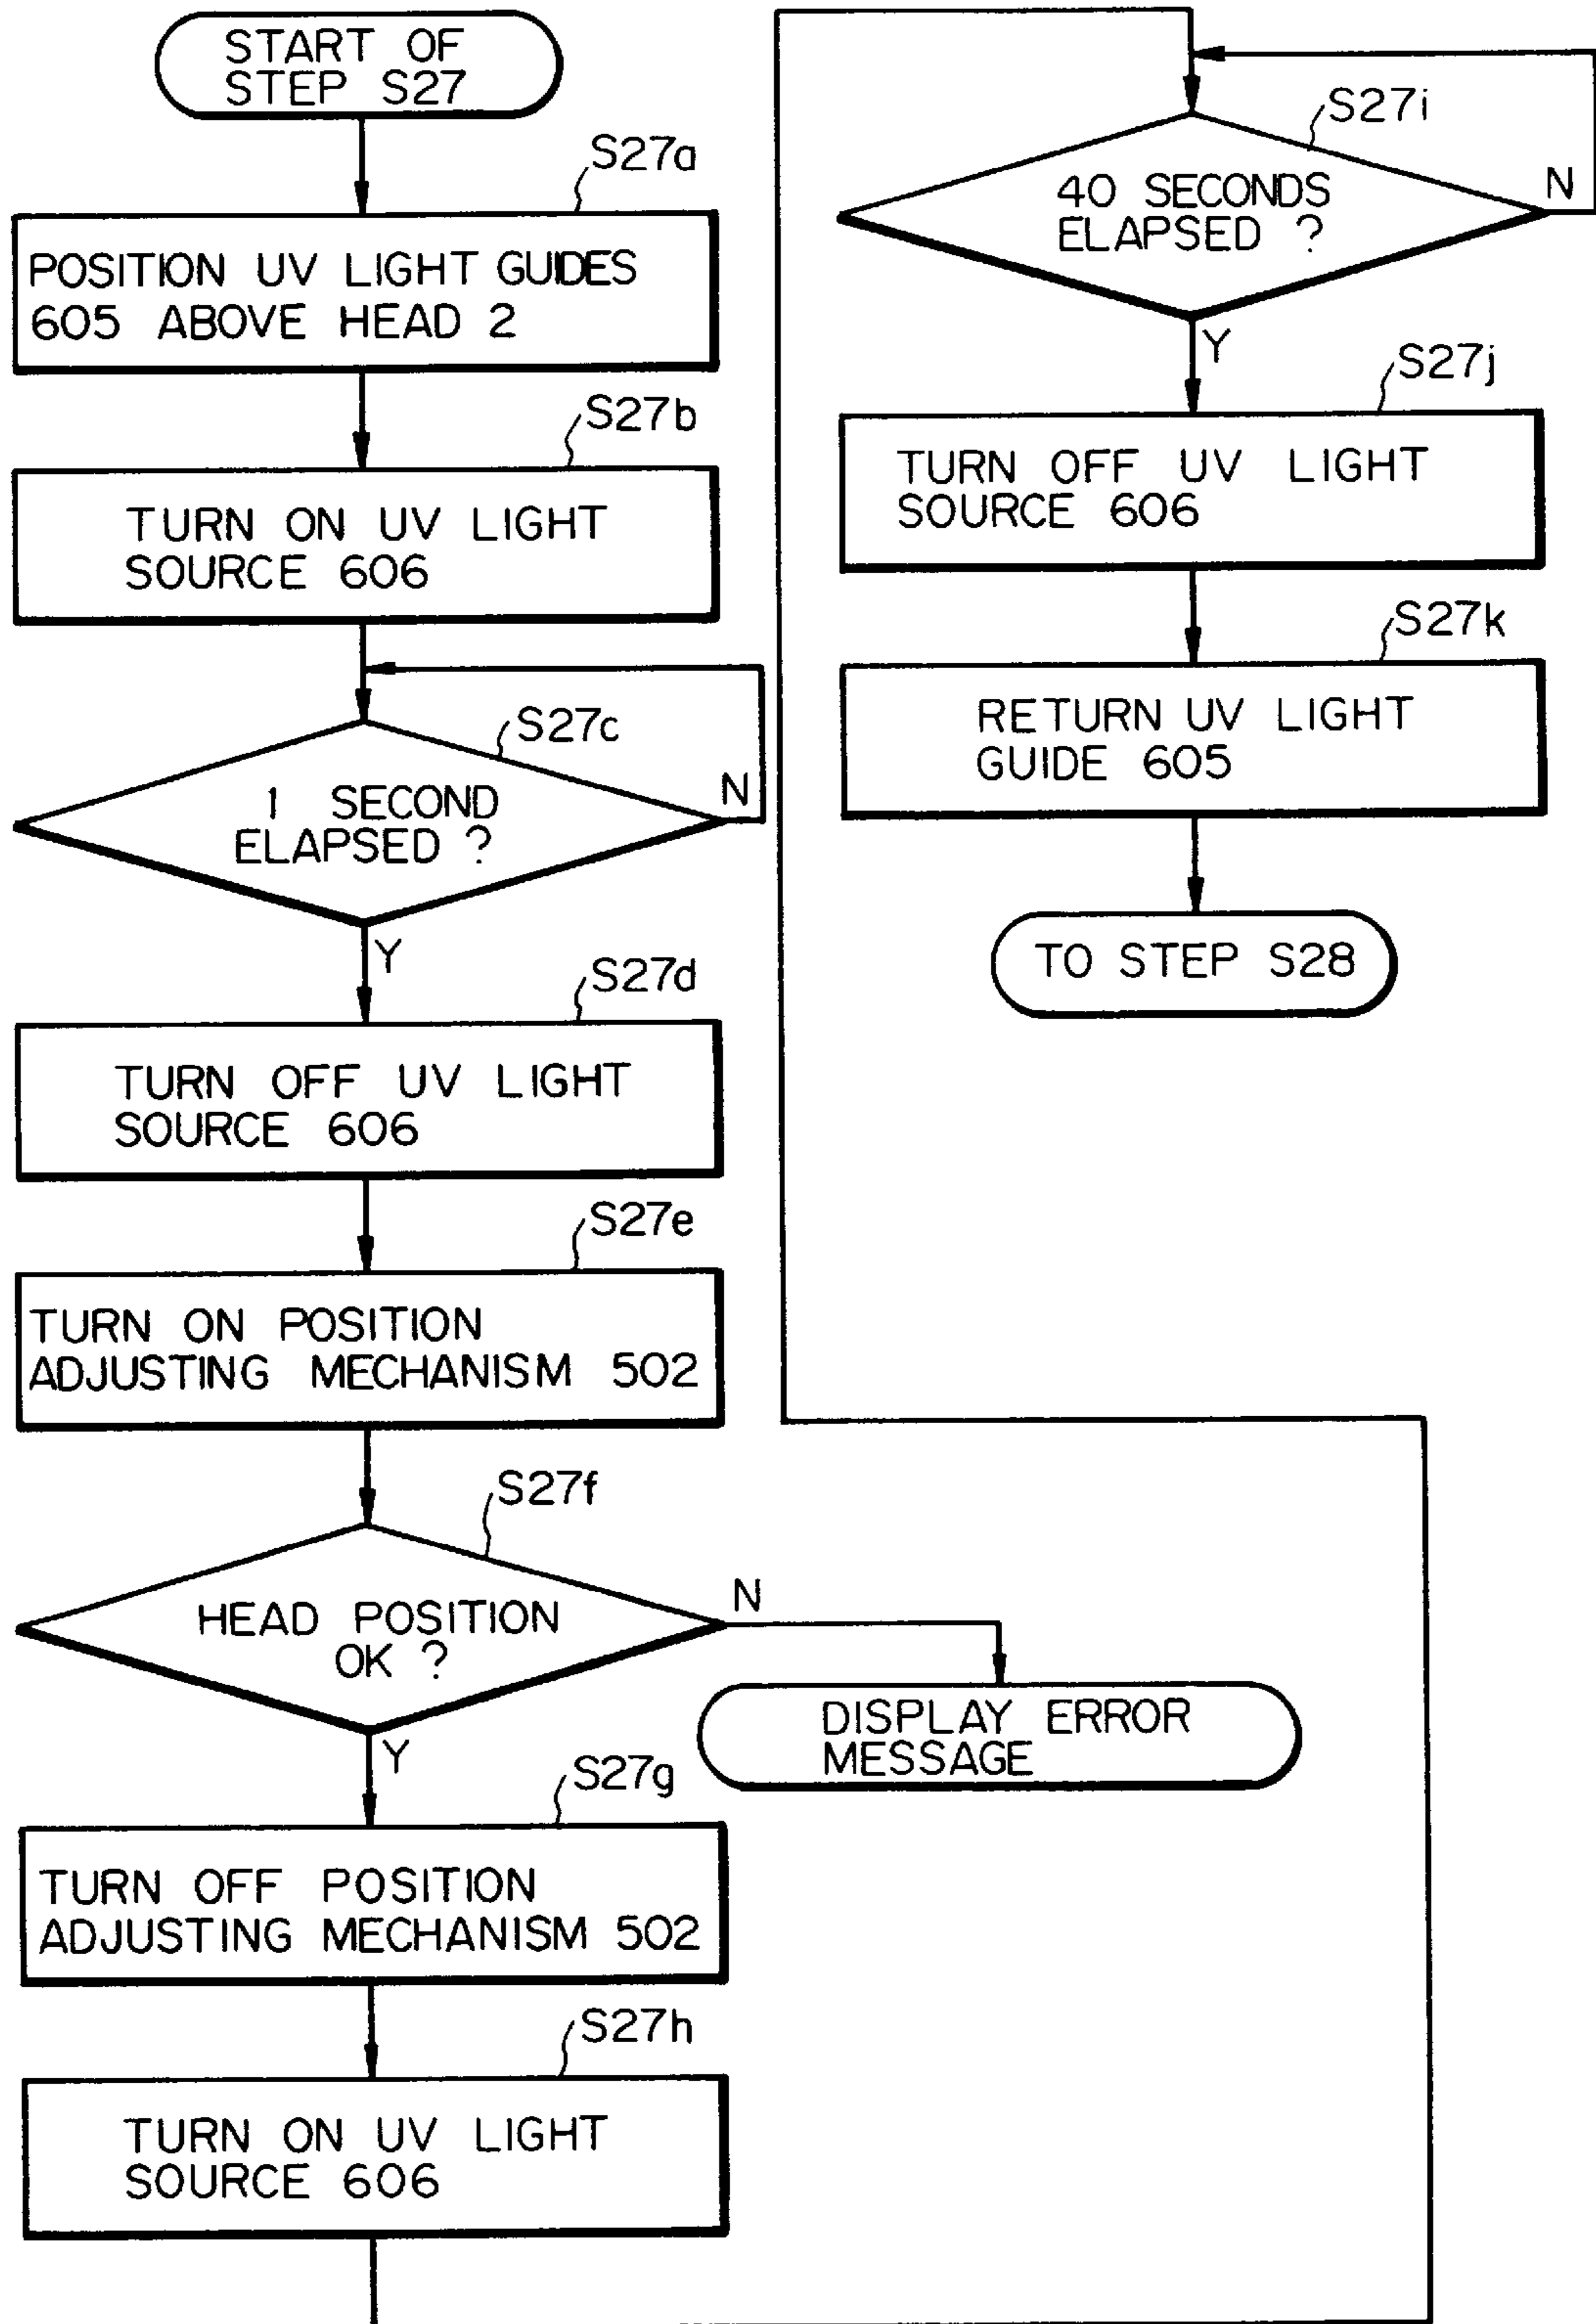 START OF
STEP S27
S27a
POSITION UV LIGHT GUIDES
605 ABOVE HEAD 2
S27b
TURN ON UV LIGHT
SOURCE 606
S27c
1 SECOND
ELAPSED ?
N
Y
S27d
TURN OFF UV LIGHT
SOURCE 606
S27e
TURN ON POSITION
ADJUSTING MECHANISM 502
S27f
HEAD POSITION
OK ?
N
DISPLAY ERROR
MESSAGE
Y
S27g
TURN OFF POSITION
ADJUSTING MECHANISM 502
S27h
TURN ON UV LIGHT
SOURCE 606
S27i
40 SECONDS
ELAPSED ?
N
Y
S27j
TURN OFF UV LIGHT
SOURCE 606
S27k
RETURN UV LIGHT
GUIDE 605
TO STEP S28